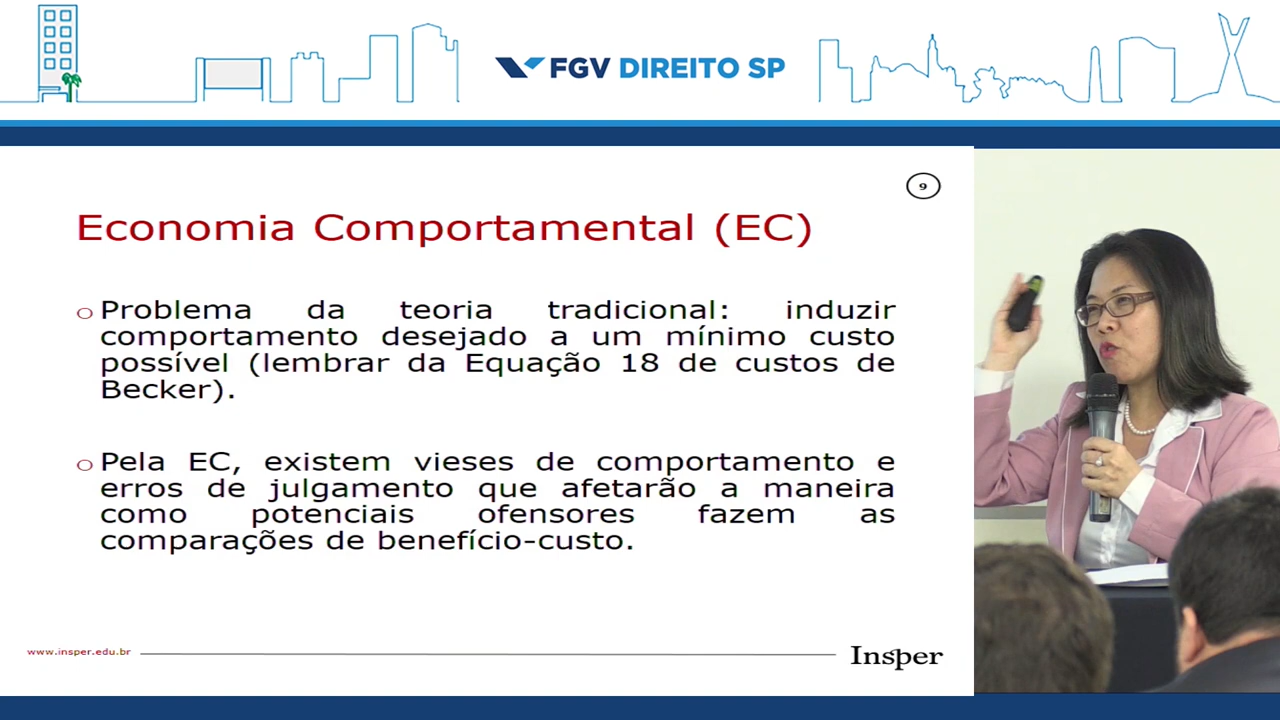 FGV DIREITO SP
9
Economia Comportamental (EC)
Problema da teoria tradicional: induzir
comportamento desejado a um mínimo custo
possível (lembrar da Equação 18 de custos de
Becker).
Pela EC, existem vieses de comportamento e
erros de julgamento que afetarão a maneira
como potenciais ofensores fazem as
comparações de benefício-custo.
www.insper.edu.br
Insper